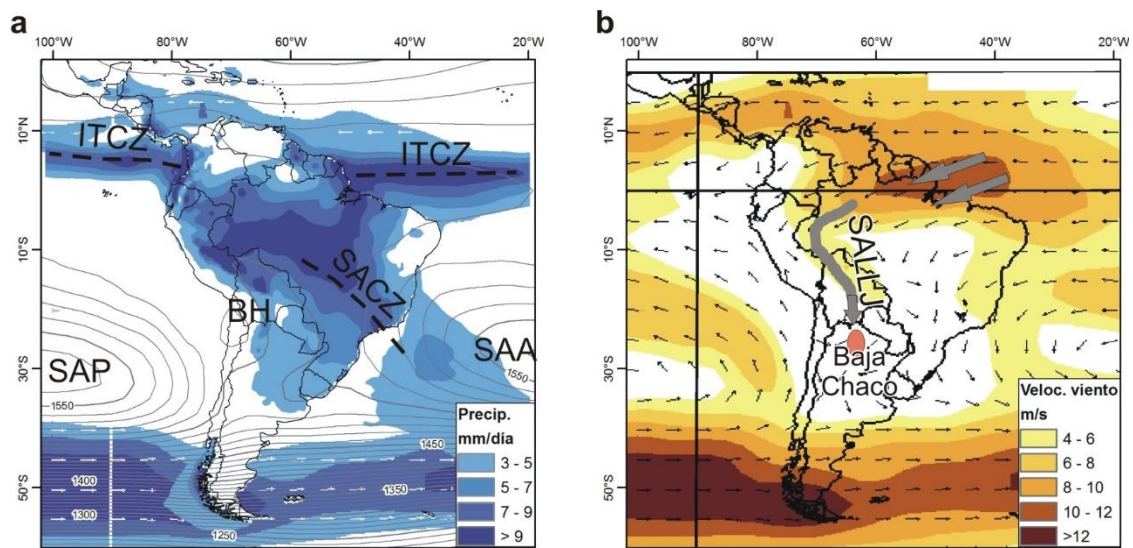 a
100°W 80°W 60°W 40°W 20°W
10°N
10°S
30°S
50°S
ITCZ
ITCZ
SACZ
BH
SAP
SAA
1550
1550
1450
1400
1350
1300
1250
Precip.
mm/día
3 - 5
5 - 7
7 - 9
> 9
b
100°W 80°W 60°W 40°W 20°W
10°N
10°S
30°S
50°S
SALLJ
Baja
Chaco
Veloc. viento
m/s
4 - 6
6 - 8
8 - 10
10 - 12
>12